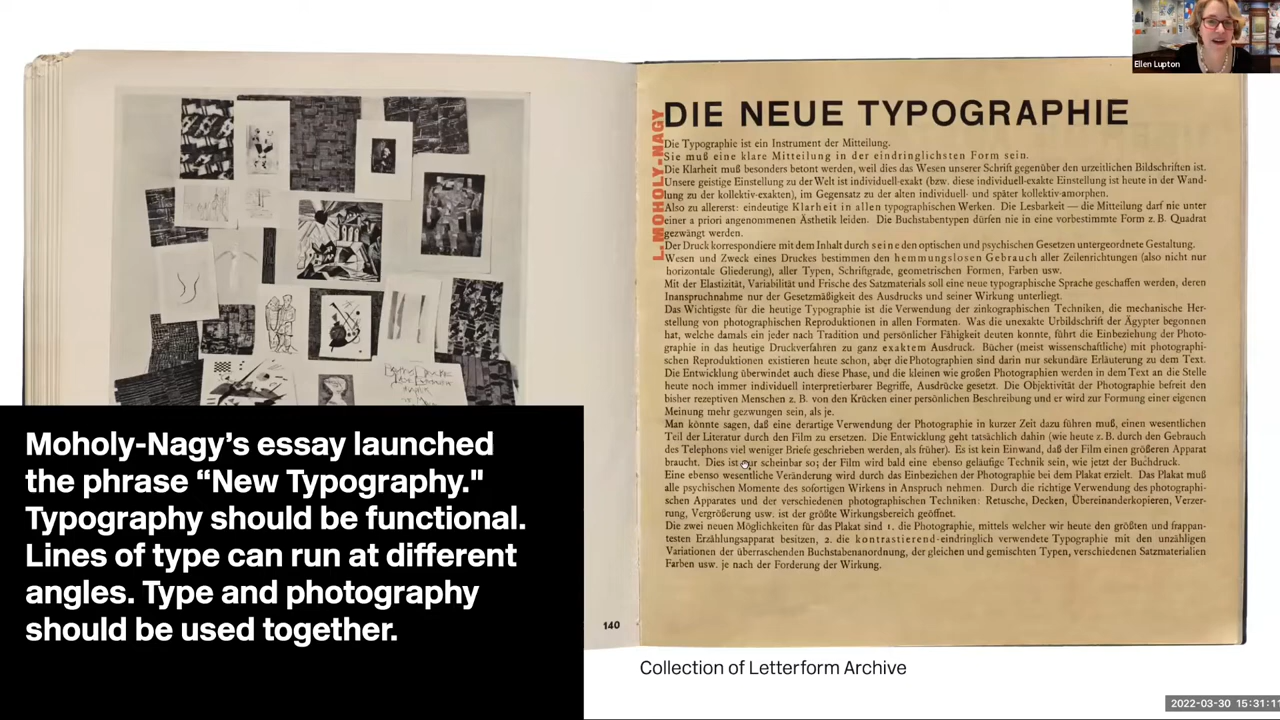 Ellen Lupton
L. MOHOLY-NAGY
DIE NEUE TYPOGRAPHIE
Die Typographie ist ein Instrument der Mitteilung.
Sie muß eine klare Mitteilung in der eindringlichsten Form sein.
Die Klarheit muß besonders betont werden, weil dies das Wesen unserer Schrift gegenüber den urzeitlichen Bildschriften ist.
Unsere geistige Einstellung zu der Welt ist individuell-exakt (bzw. diese individuell-exakte Einstellung ist heute in der Wand-
lung zu der kollektiv-exakten), im Gegensatz zu der alten individuell- und später kollektiv-amorphen.
Also zu allererst: eindeutige Klarheit in allen typographischen Werken. Die Lesbarkeit — die Mitteilung darf nie unter
einer a priori angenommenen Ästhetik leiden. Die Buchstabentypen dürfen nie in eine vorbestimmte Form z. B. Quadrat
gezwängt werden.
Der Druck korrespondiere mit dem Inhalt durch seine den optischen und psychischen Gesetzen untergeordnete Gestaltung.
Wesen und Zweck eines Druckes bestimmen den hemmungslosen Gebrauch aller Zeilenrichtungen (also nicht nur
horizontale Gliederung), aller Typen, Schriftgrade, geometrischen Formen, Farben usw.
Mit der Elastizität, Variabilität und Frische des Satzmaterials soll eine neue typographische Sprache geschaffen werden, deren
Inanspruchnahme nur der Gesetzmäßigkeit des Ausdrucks und seiner Wirkung unterliegt.
Das Wichtigste für die heutige Typographie ist die Verwendung der zinkographischen Techniken, die mechanische Her-
stellung von photographischen Reproduktionen in allen Formaten. Was die unexakte Urbildschrift der Ägypter begonnen
hat, welche damals ein jeder nach Tradition und persönlicher Fähigkeit deuten konnte, führt die Einbeziehung der Photo-
graphie in das heutige Druckverfahren zu ganz exaktem Ausdruck. Bücher (meist wissenschaftliche) mit photographi-
schen Reproduktionen existieren heute schon, aber die Photographien sind darin nur sekundäre Erläuterung zu dem Text.
Die Entwicklung überwindet auch diese Phase, und die kleinen wie großen Photographien werden in dem Text an die Stelle
heute noch immer individuell interpretierbarer Begriffe, Ausdrücke gesetzt. Die Objektivität der Photographie befreit den
bisher rezeptiven Menschen z. B. von den Krücken einer persönlichen Beschreibung und er wird zur Formung einer eigenen
Meinung mehr gezwungen sein, als je.
Man könnte sagen, daß eine derartige Verwendung der Photographie in kurzer Zeit dazu führen muß, einen wesentlichen
Teil der Literatur durch den Film zu ersetzen. Die Entwicklung geht tatsächlich dahin (wie heute z. B. durch den Gebrauch
des Telephons viel weniger Briefe geschrieben werden, als früher). Es ist kein Einwand, daß der Film einen größeren Apparat
braucht. Dies ist scheinbar so; der Film wird bald eine ebenso geläufige Technik sein, wie jetzt der Buchdruck.
Eine ebenso wesentliche Veränderung wird durch das Einbeziehen der Photographie bei dem Plakat erzielt. Das Plakat muß
alle psychischen Momente des sofortigen Wirkens in Anspruch nehmen. Durch die richtige Verwendung des photographi-
schen Apparates und der verschiedenen photographischen Techniken: Retusche, Decken, Übereinanderkopieren, Verzer-
rung, Vergrößerung usw. ist der größte Wirkungsbereich geöffnet.
Die zwei neuen Möglichkeiten für das Plakat sind 1. die Photographie, mittels welcher wir heute den größten und frappan-
testen Erzählungsapparat besitzen, 2. die kontrastierend-eindringlich verwendete Typographie mit den unzähligen
Variationen der überraschenden Buchstabenanordnung, der gleichen und gemischten Typen, verschiedenen Satzmaterialien
Farben usw. je nach der Forderung der Wirkung.
Moholy-Nagy’s essay launched
the phrase “New Typography."
Typography should be functional.
Lines of type can run at different
angles. Type and photography
should be used together.
140
Collection of Letterform Archive
2022-03-30 15:31:1